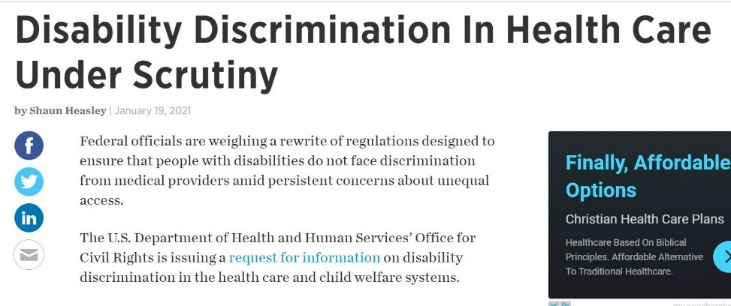 Disability Discrimination In Health Care
Under Scrutiny
by Shaun Heasley | January 19, 2021
Federal officials are weighing a rewrite of regulations designed to
ensure that people with disabilities do not face discrimination
from medical providers amid persistent concerns about unequal
access.
The U.S. Department of Health and Human Services' Office for
Civil Rights is issuing a request for information on disability
discrimination in the health care and child welfare systems.
Finally, Affordable
Options
Christian Health Care Plans
Healthcare Based On Biblical
Principles. Affordable Alternative
To Traditional Healthcare.